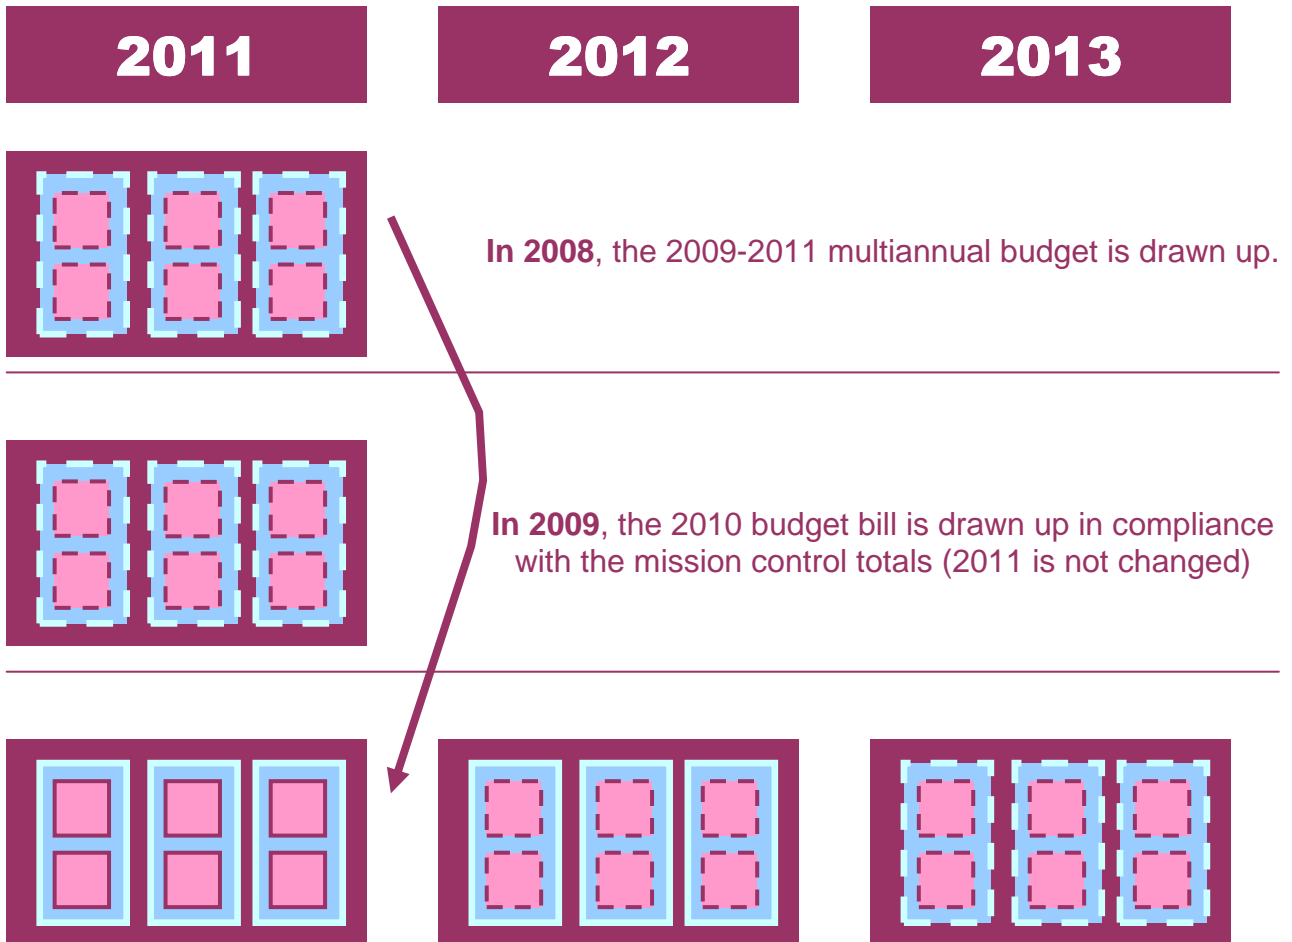 2011
2012
2013
In 2008, the 2009-2011 multiannual budget is drawn up.
In 2009, the 2010 budget bill is drawn up in compliance
with the mission control totals (2011 is not changed)